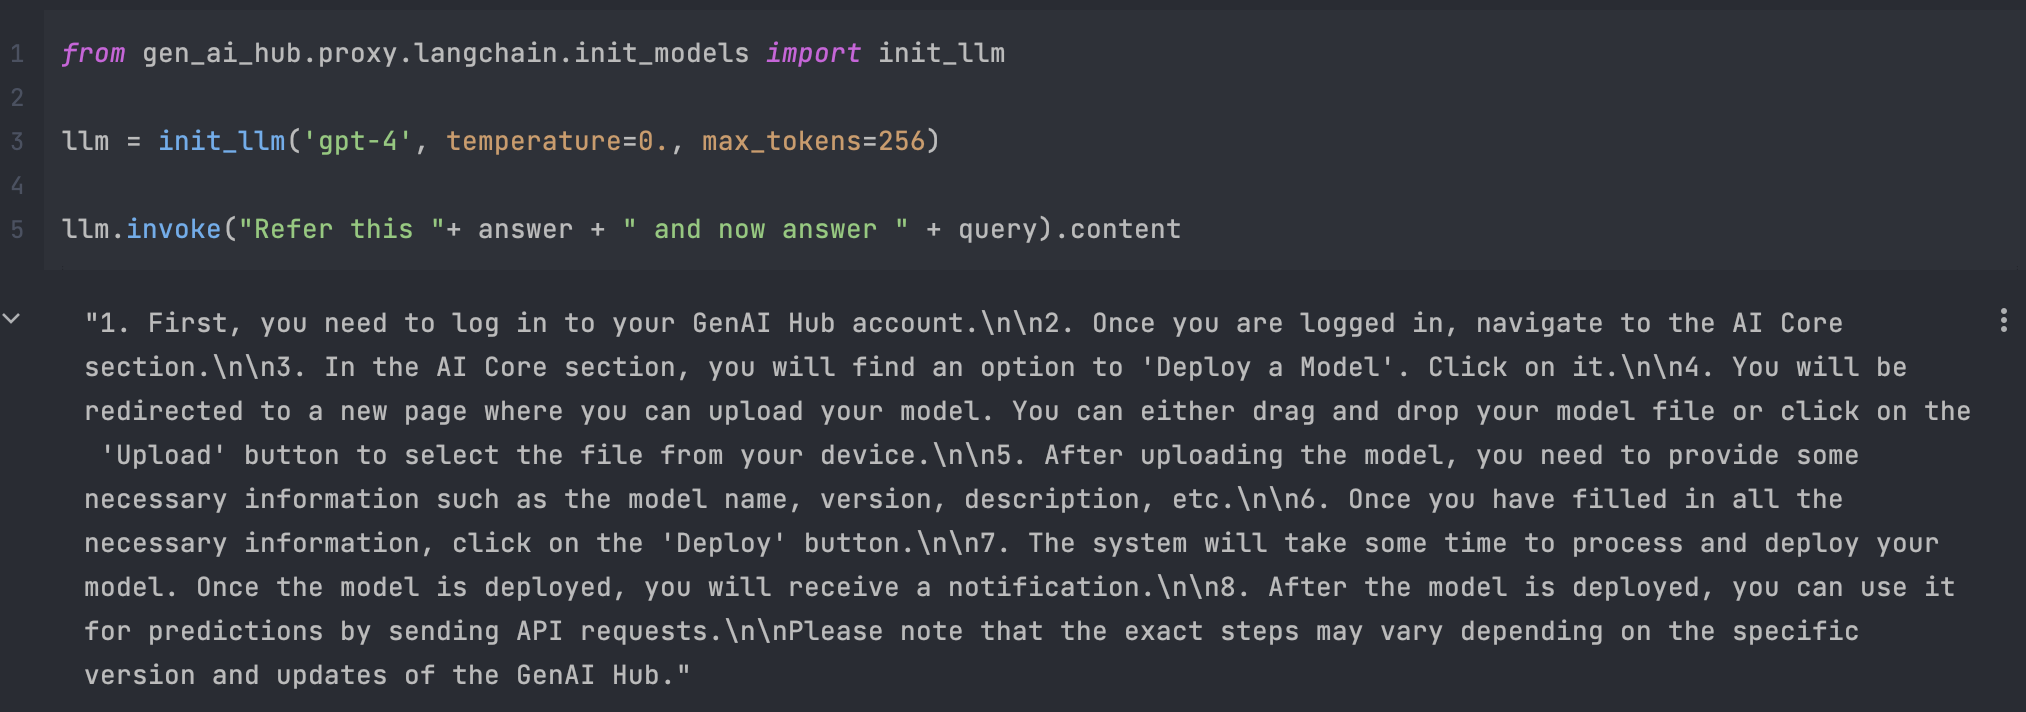 1 from gen_ai_hub.proxy.langchain.init_models import init_llm
2
3 llm = init_llm('gpt-4', temperature=0., max_tokens=256)
4
5 llm.invoke("Refer this "+ answer + " and now answer " + query).content
"1. First, you need to log in to your GenAI Hub account.\n\n2. Once you are logged in, navigate to the AI Core
section.\n\n3. In the AI Core section, you will find an option to 'Deploy a Model'. Click on it.\n\n4. You will be
redirected to a new page where you can upload your model. You can either drag and drop your model file or click on the
'Upload' button to select the file from your device.\n\n5. After uploading the model, you need to provide some
necessary information such as the model name, version, description, etc.\n\n6. Once you have filled in all the
necessary information, click on the 'Deploy' button.\n\n7. The system will take some time to process and deploy your
model. Once the model is deployed, you will receive a notification.\n\n8. After the model is deployed, you can use it
for predictions by sending API requests.\n\nPlease note that the exact steps may vary depending on the specific
version and updates of the GenAI Hub."